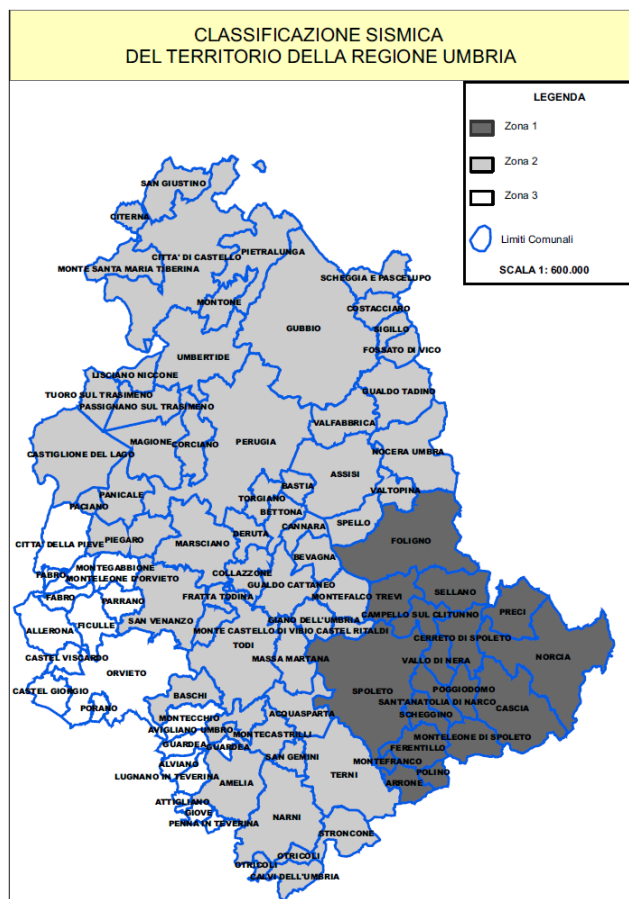 CLASSIFICAZIONE SISMICA
DEL TERRITORIO DELLA REGIONE UMBRIA
LEGENDA
Zona 1
Zona 2
Zona 3
Limiti Comunali
SCALA 1: 600.000
SAN GIUSTINO
CITERNA
CITTA' DI CASTELLO
PIETRALUNGA
MONTE SANTA MARIA TIBERINA
SCHEGGIA E PASCELUPO
MONTONE
COSTACCIARO
GUBBIO
SIGILLO
UMBERTIDE
FOSSATO DI VICO
LISCIANO NICCONE
TUORO SUL TRASIMENO
GUALDO TADINO
PASSIGNANO SUL TRASIMENO
VALFABBRICA
MAGIONE
CORCIANO
PERUGIA
NOCERA UMBRA
CASTIGLIONE DEL LAGO
ASSISI
BASTIA
VALTOPINA
PANICALE
TORGIANO
PACIANO
BETTONA
SPELLO
CANNARA
DERUTA
PIEGARO
MARSCIANO
FOLIGNO
CITTA' DELLA PIEVE
BEVAGNA
MONTEGABBIONE
FABRO
MONTELEONE D'ORVIETO
COLLAZZONE
GUALDO CATTANEO
SELLANO
FABRO
PARRANO
FRATTA TODINA
MONTEFALCO
TREVI
PRECI
FICULLE
SAN VENANZO
GIANO DELL'UMBRIA
CAMPELLO SUL CLITUNNO
ALLERONA
MONTE CASTELLO DI VIBIO
CASTEL RITALDI
CERRETO DI SPOLETO
TODI
CASTEL VISCARDO
MASSA MARTANA
VALLO DI NERA
NORCIA
ORVIETO
POGGIODOMO
CASTEL GIORGIO
BASCHI
SPOLETO
SANT'ANATOLIA DI NARCO
CASCIA
PORANO
MONTECCHIO
ACQUASPARTA
SCHEGGINO
AVIGLIANO UMBRO
MONTECASTRILLI
MONTELEONE DI SPOLETO
GUARDEA
GUARDEA
SAN GEMINI
FERENTILLO
ALVIANO
MONTEFRANCO
LUGNANO IN TEVERINA
TERNI
POLINO
AMELIA
ARRONE
ATTIGLIANO
GIOVE
NARNI
PENNA IN TEVERINA
STRONCONE
OTRICOLI
OTRICOLI
CALVI DELL'UMBRIA